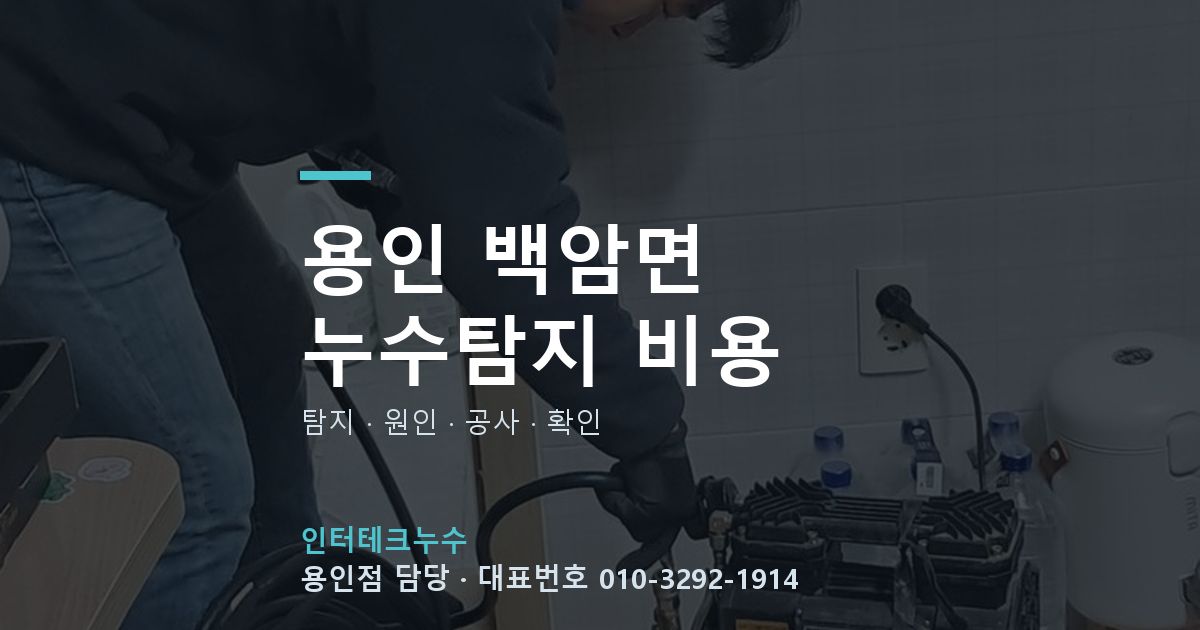 용인 백암면
누수탐지 비용
탐지 · 원인 · 공사 · 확인
인터테크누수
용인점 담당 · 대표번호 010-3292-1914